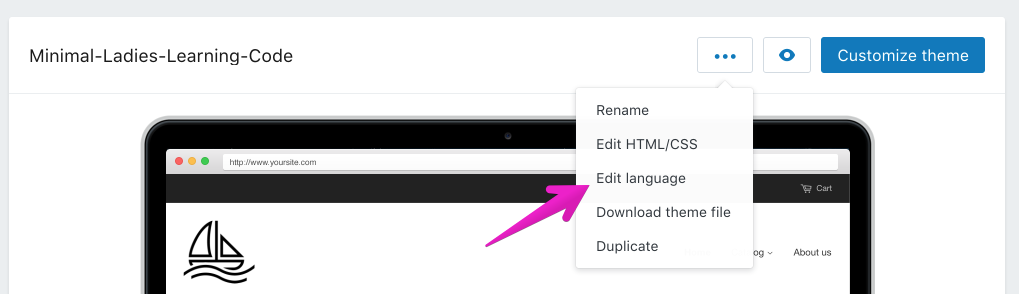 Minimal-Ladies-Learning-Code
Customize theme
Rename
Edit HTML/CSS
Edit language
Download theme file
Duplicate
http://www.yoursite.com
Cart
About us